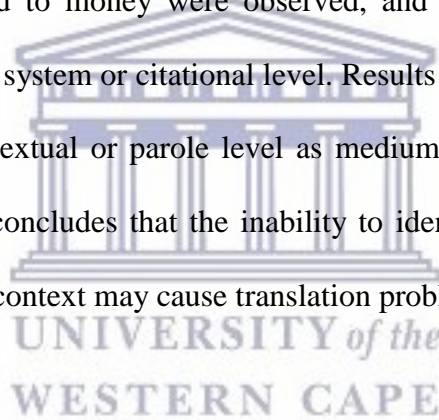 d to money were observed, and
system or citational level. Results
extual or parole level as medium
concludes that the inability to iden
context may cause translation probl
UNIVERSITY of the
WESTERN CAPE